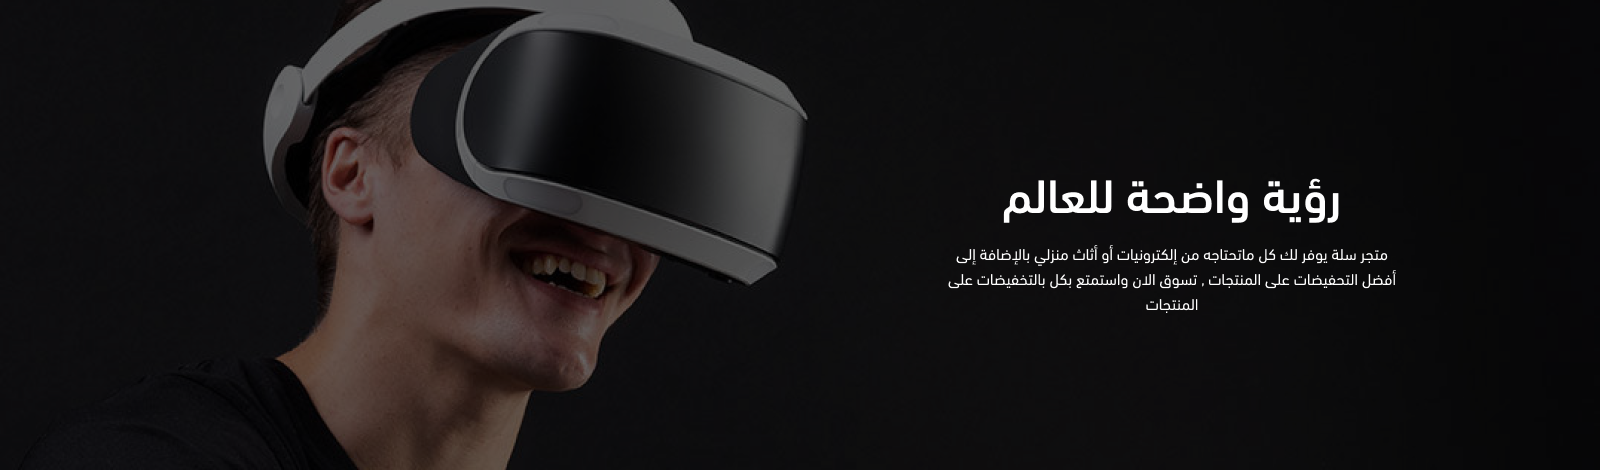 رؤية واضحة للعالم
متجر سلة يوفر لك كل ماتحتاجه من إلكترونيات أو أثاث منزلي بالإضافة إلى
أفضل التحفيضات على المنتجات , تسوق الان واستمتع بكل بالتخفيضات على
المنتجات